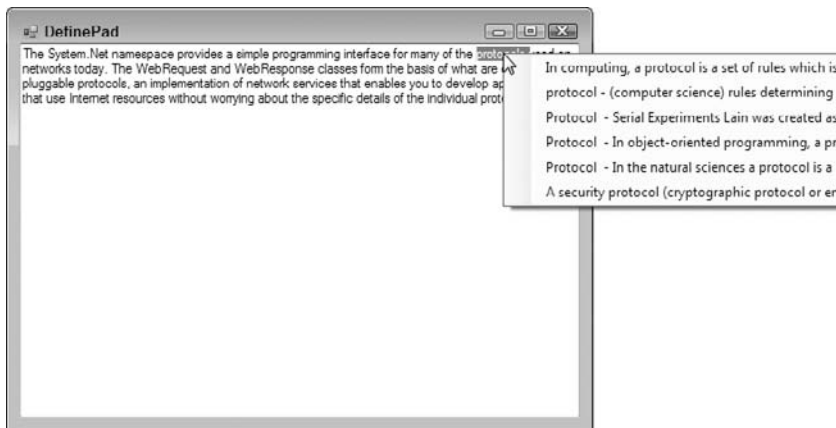 DefinePad
The System.Net namespace provides a simple programming interface for many of the protocols
networks today. The WebRequest and WebResponse classes form the basis of what are
pluggable protocols, an implementation of network services that enables you to develop ap
that use Internet resources without worrying about the specific details of the individual prot
In computing, a protocol is a set of rules which is
protocol - (computer science) rules determining
Protocol - Serial Experiments Lain was created as
Protocol - In object-oriented programming, a pr
Protocol - In the natural sciences a protocol is a
A security protocol (cryptographic protocol or en